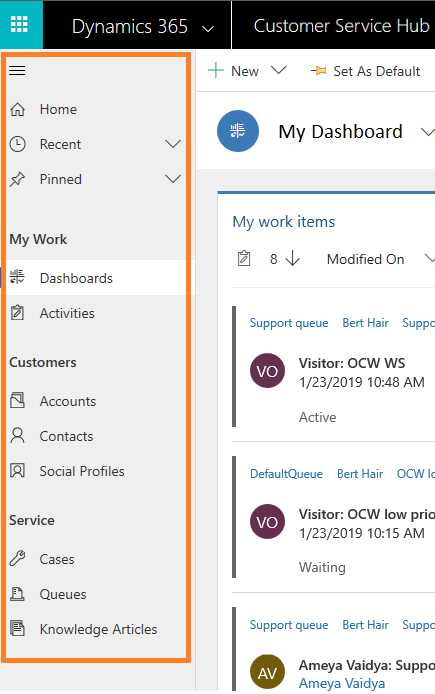 Dynamics 365
Customer Service Hub
New
Set As Default
Home
Recent
Pinned
My Work
Dashboards
Activities
Customers
Accounts
Contacts
Social Profiles
Service
Cases
Queues
Knowledge Articles
My Dashboard
My work items
8
Modified On
Support queue Bert Hair Suppo
VO
Visitor: OCW WS
1/23/2019 10:48 AM
Active
DefaultQueue Bert Hair OCW lo
VO
Visitor: OCW low prio
1/23/2019 10:15 AM
Waiting
Support queue Bert Hair Suppo
AV
Ameya Vaidya: Suppo
Ameya Vaidya